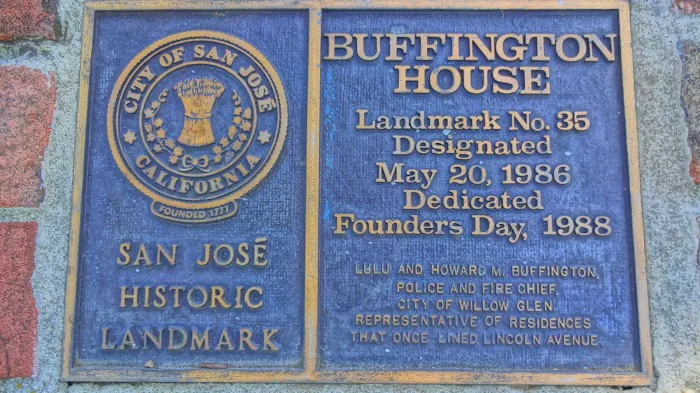 CITY OF SAN JOSÉ
CALIFORNIA
FOUNDED 1777
SAN JOSÉ
HISTORIC
LANDMARK
BUFFINGTON
HOUSE
Landmark No. 35
Designated
May 20, 1986
Dedicated
Founders Day, 1988
LULU AND HOWARD M. BUFFINGTON,
POLICE AND FIRE CHIEF,
CITY OF WILLOW GLEN.
REPRESENTATIVE OF RESIDENCES
THAT ONCE LINED LINCOLN AVENUE.